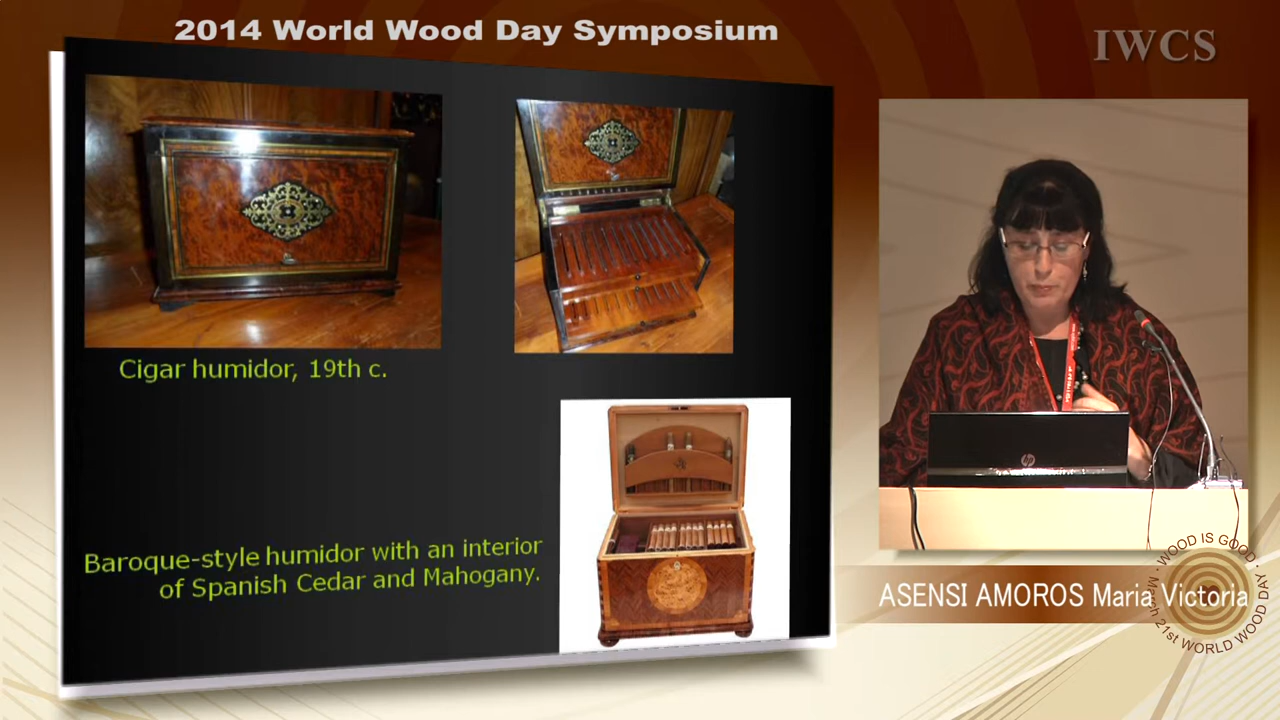 2014 World Wood Day Symposium
IWCS
Cigar humidor, 19th c.
Baroque-style humidor with an interior
of Spanish Cedar and Mahogany.
hp
ASENSI AMOROS Maria Victoria
· WOOD IS GOOD · March 21st WORLD WOOD DAY